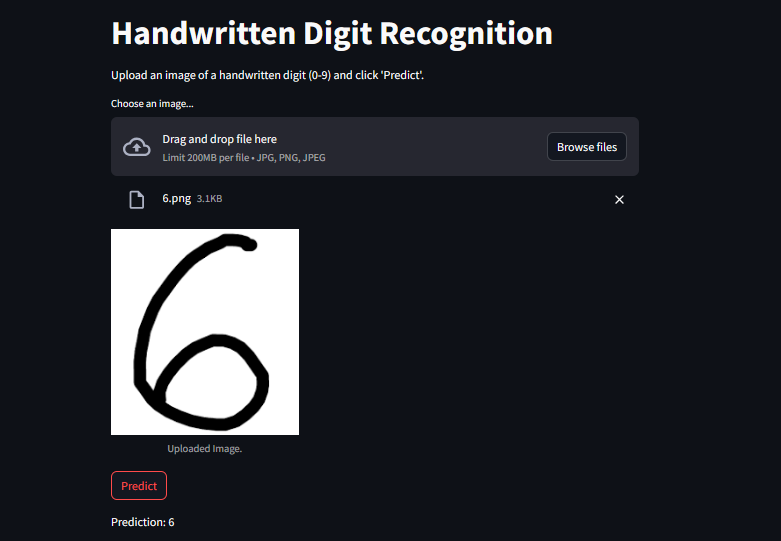 Handwritten Digit Recognition
Upload an image of a handwritten digit (0-9) and click 'Predict'.
Choose an image...
Drag and drop file here
Limit 200MB per file • JPG, PNG, JPEG
Browse files
6.png 3.1KB
6
Uploaded Image.
Predict
Prediction: 6